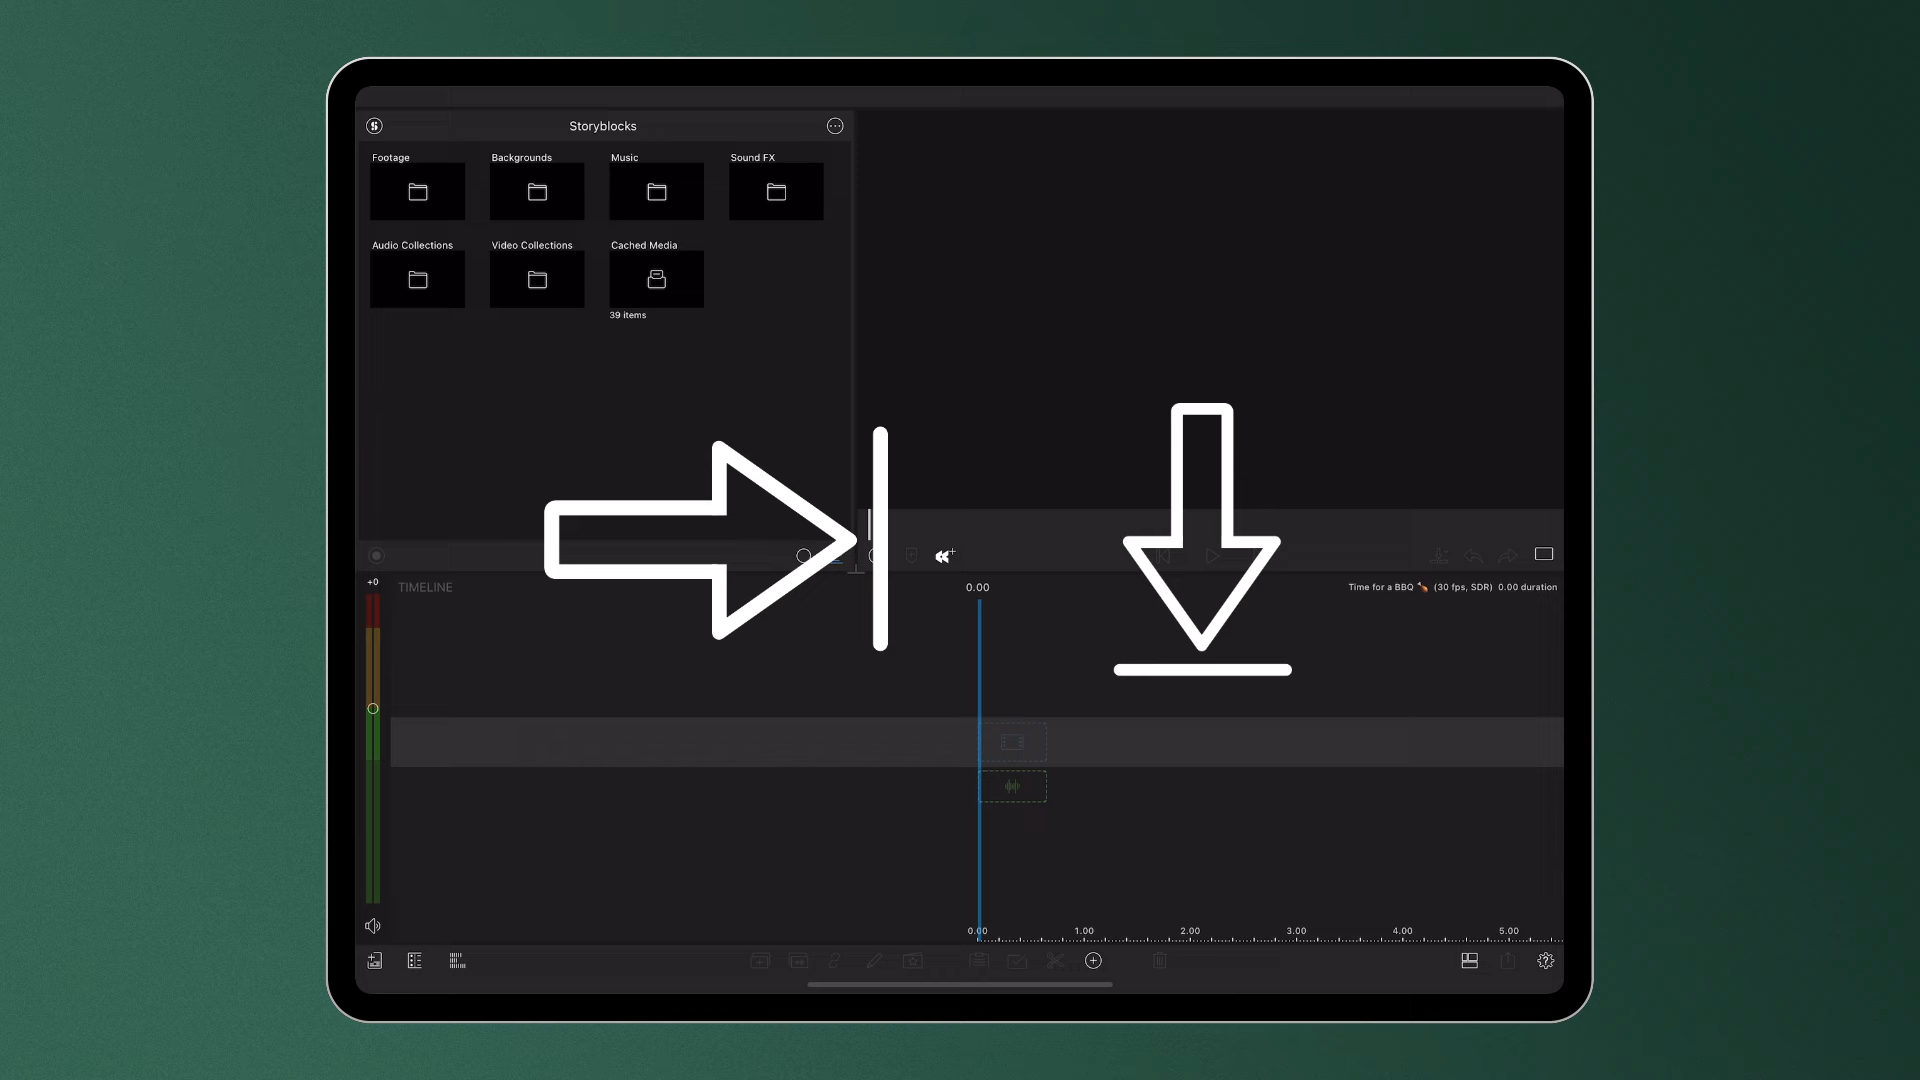 Storyblocks
Footage
Backgrounds
Music
Sound FX
Audio Collections
Video Collections
Cached Media
39 items
+0
TIMELINE
0.00
Time for a BBQ 🍗 (30 fps, SDR) 0.00 duration
0.00 1.00 2.00 3.00 4.00 5.00